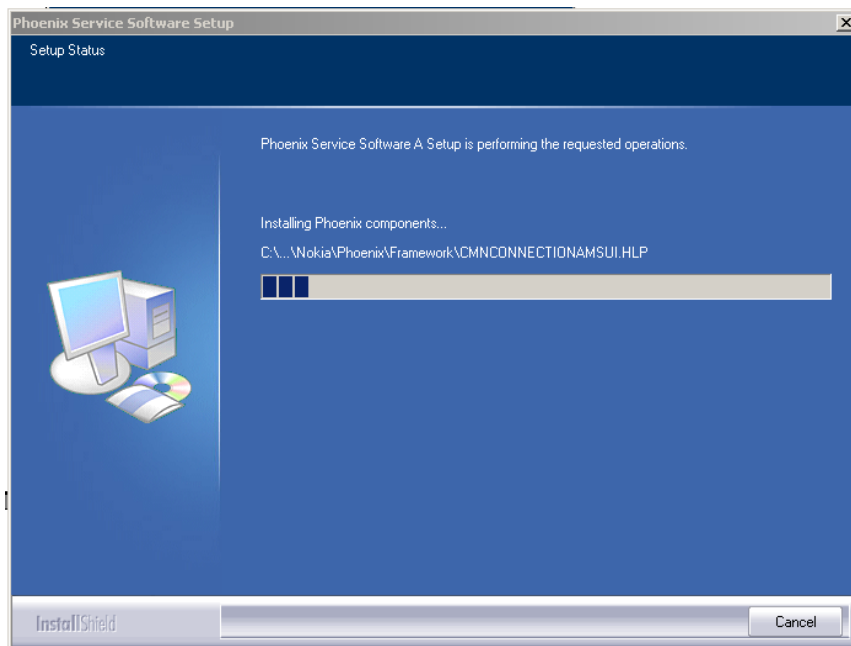 Phoenix Service Software Setup
Setup Status
Phoenix Service Software A Setup is performing the requested operations.
Installing Phoenix components...
C:\...\Nokia\Phoenix\Framework\CMNCONNECTIONAMSUI.HLP
InstallShield
Cancel